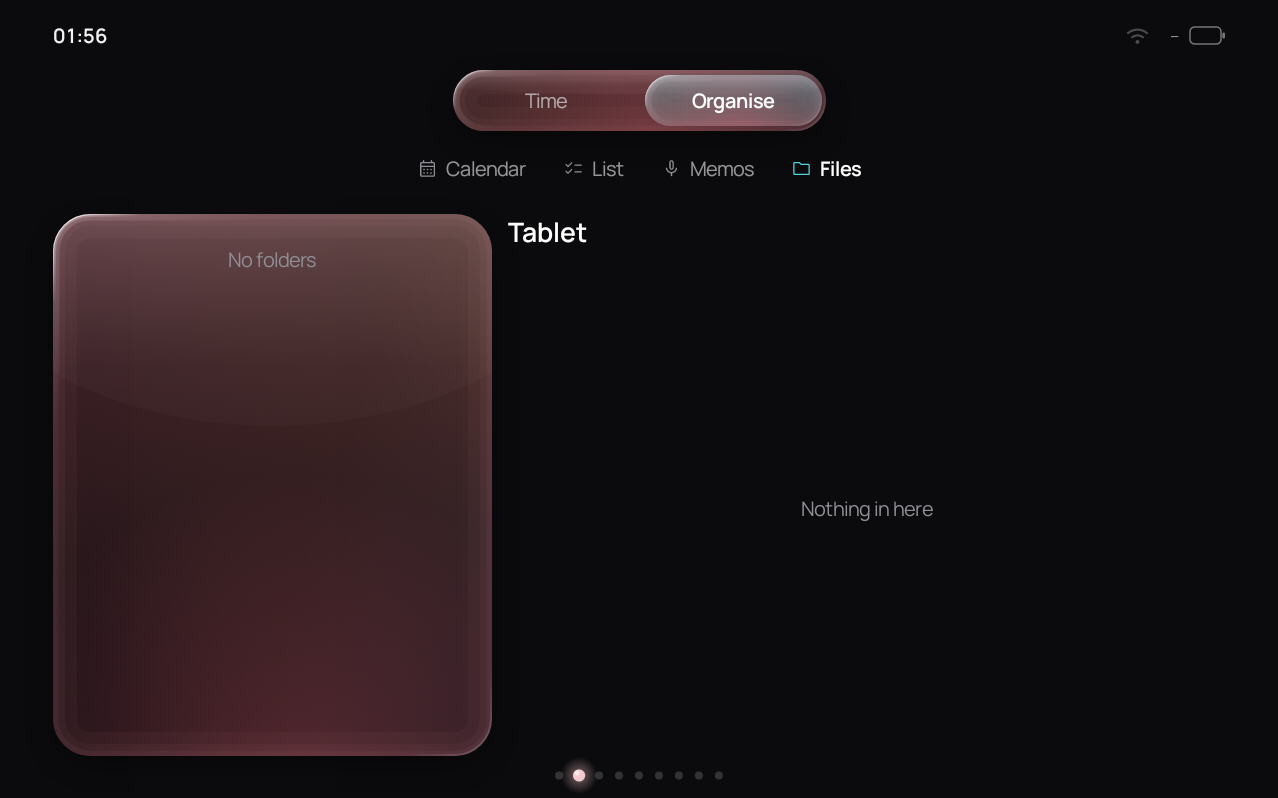 01:56
–
Time Organise
Calendar List Memos Files
Tablet
No folders
Nothing in here